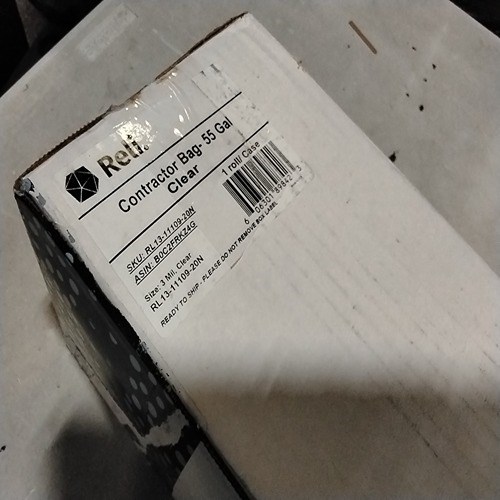 Reli.
Contractor Bag- 55 Gal
Clear
SKU: RL13-11109-20N
ASIN: B0C2FRKZ4G
1 roll/ Case
Size: 3 Mil, Clear
RL13-11109-20N
READY TO SHIP - PLEASE DO NOT REMOVE BOX LABEL